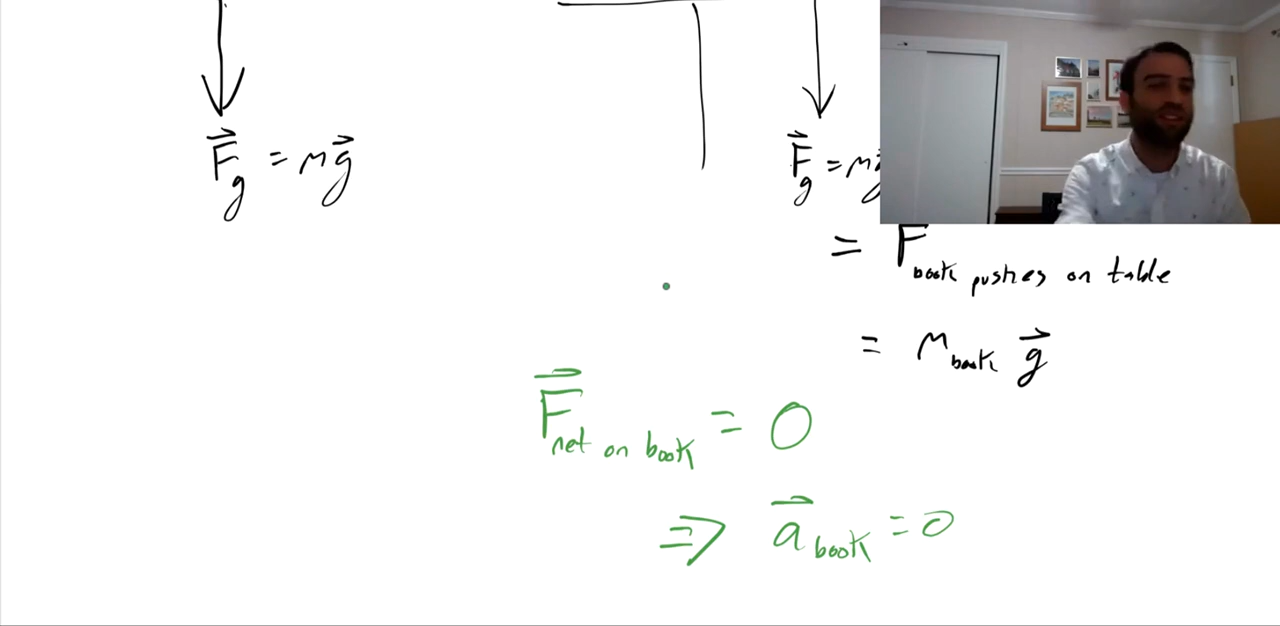 F⃗g = mg⃗
F⃗g = m
= F book pushes on table
= m book g⃗
F⃗ net on book = 0
⇒ a⃗ book = 0